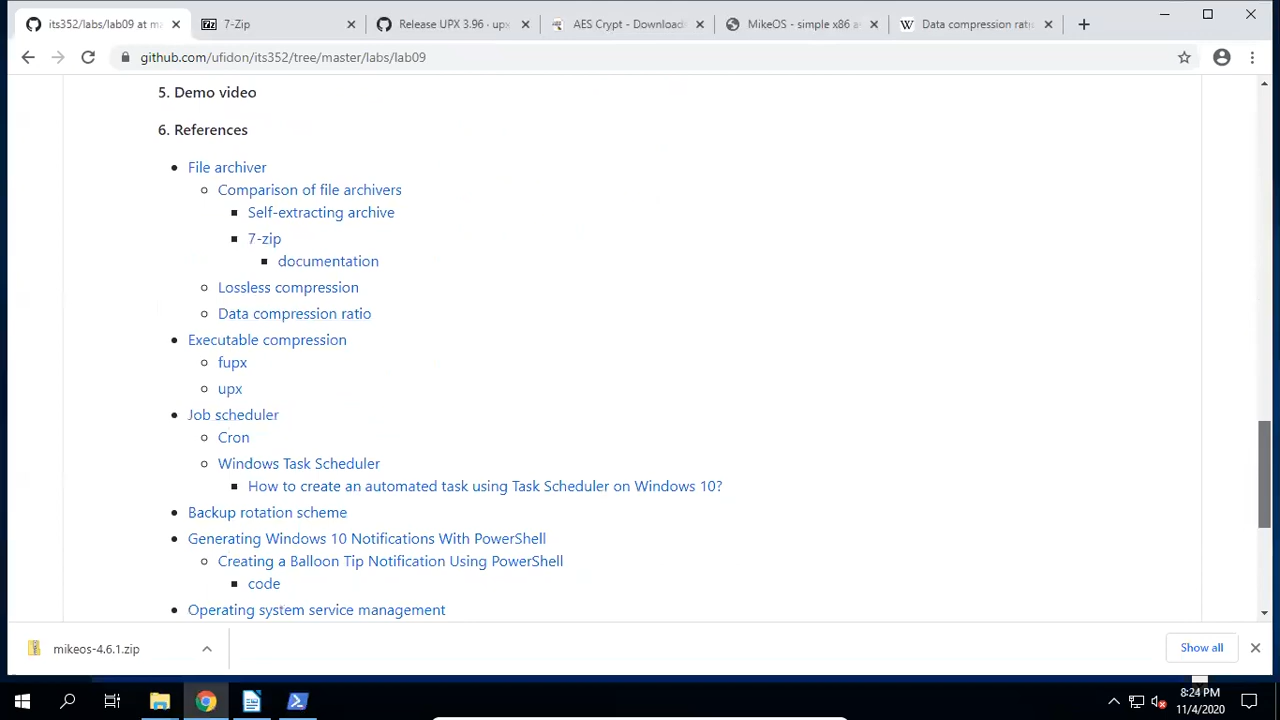 its352/labs/lab09 at ma
7-Zip
Release UPX 3.96 · upx
AES Crypt - Download
MikeOS - simple x86 a
Data compression rati
github.com/ufidon/its352/tree/master/labs/lab09
5. Demo video
6. References
File archiver
Comparison of file archivers
Self-extracting archive
7-zip
documentation
Lossless compression
Data compression ratio
Executable compression
fupx
upx
Job scheduler
Cron
Windows Task Scheduler
How to create an automated task using Task Scheduler on Windows 10?
Backup rotation scheme
Generating Windows 10 Notifications With PowerShell
Creating a Balloon Tip Notification Using PowerShell
code
Operating system service management
mikeos-4.6.1.zip
Show all
8:24 PM
11/4/2020